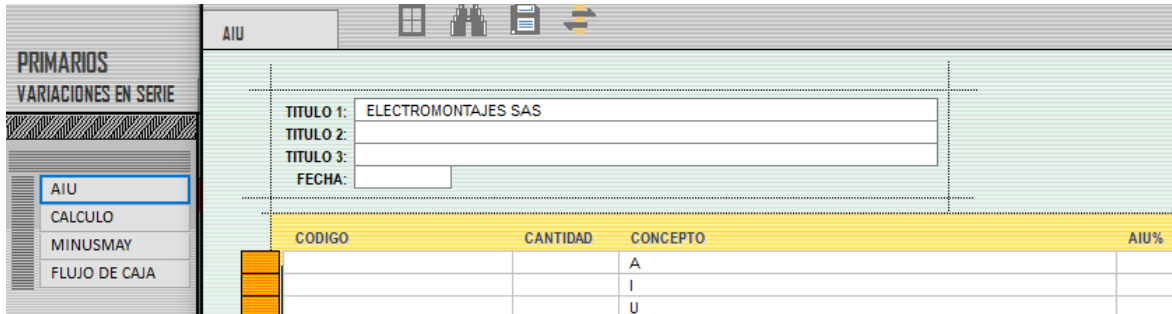 AIU
PRIMARIOS
VARIACIONES EN SERIE
AIU
CALCULO
MINUSMAY
FLUJO DE CAJA
TITULO 1: ELECTROMONTAJES SAS
TITULO 2:
TITULO 3:
FECHA:
CODIGO CANTIDAD CONCEPTO AIU%
A
I
U